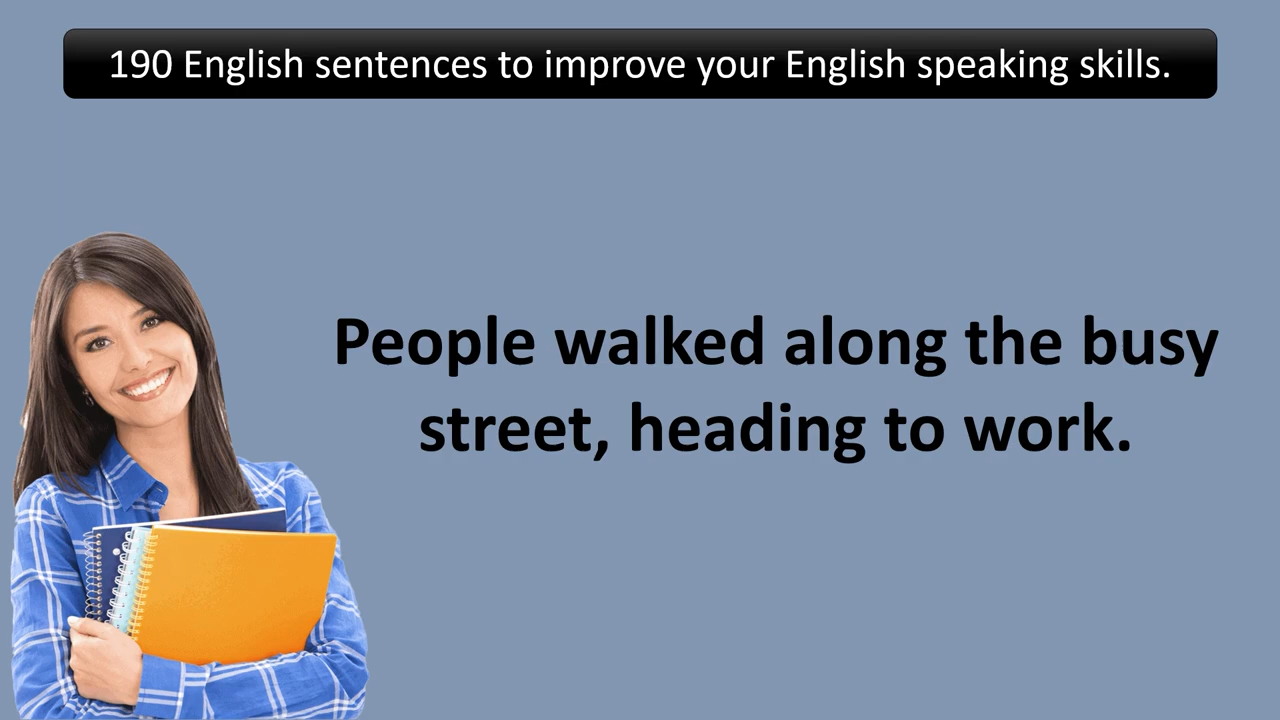 190 English sentences to improve your English speaking skills.
People walked along the busy
street, heading to work.